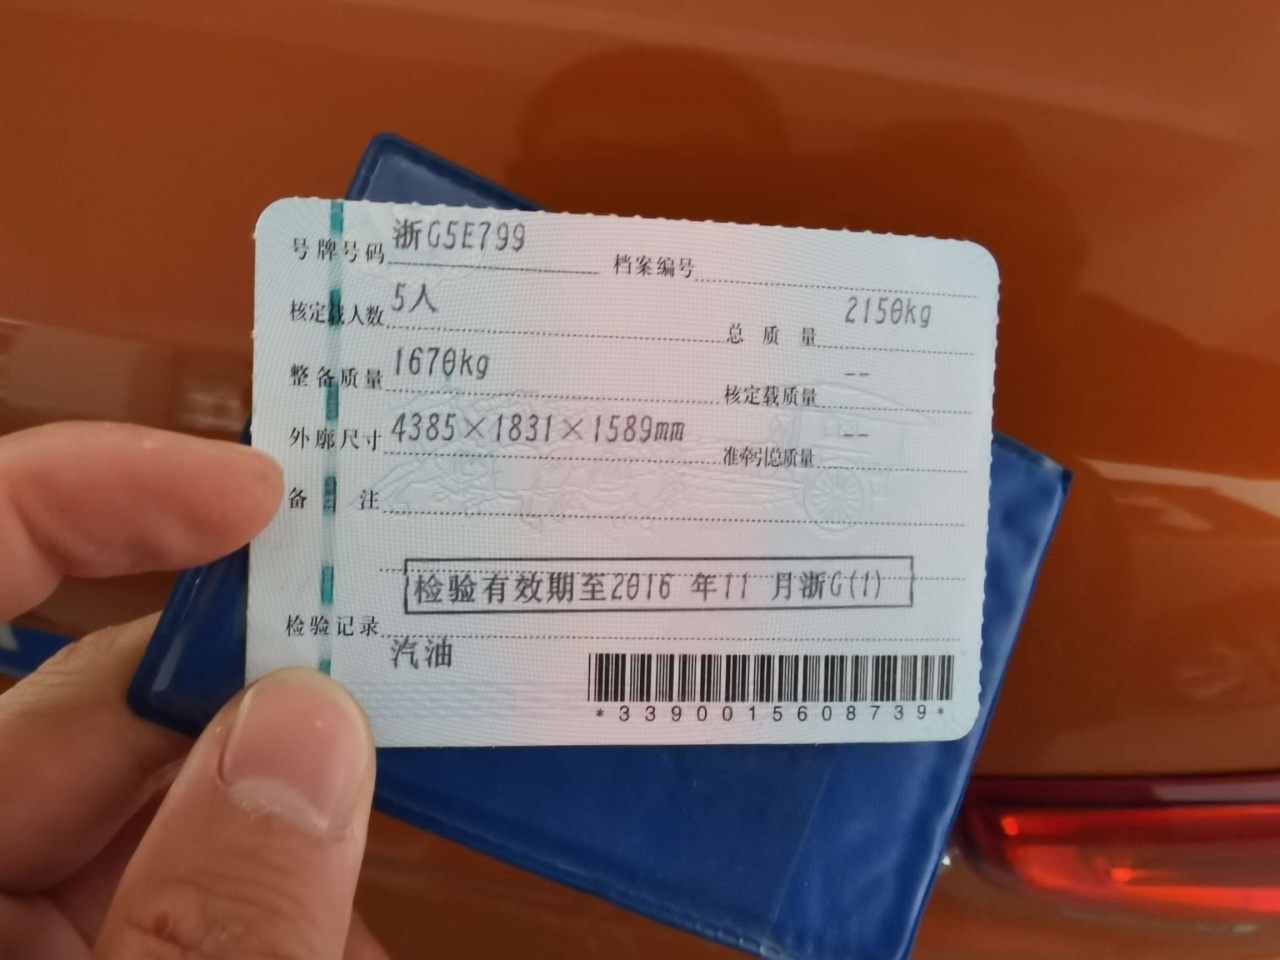 号牌号码 浙G5E799 档案编号
核定载人数 5人 总质量 2150kg
整备质量 1670kg 核定载质量 --
外廓尺寸 4385×1831×1589mm 准牵引总质量 --
备注
检验有效期至2016 年11 月浙G(1)
检验记录
汽油
*3390015608739*